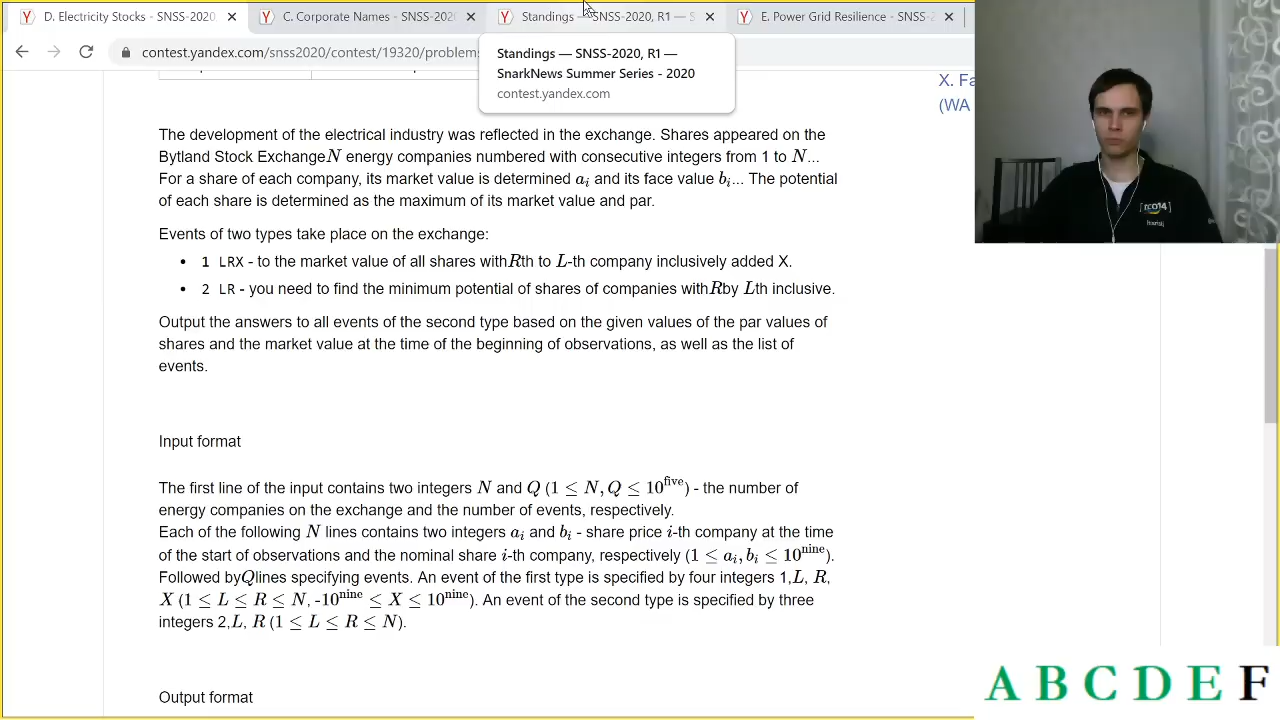 D. Electricity Stocks - SNSS-2020,
C. Corporate Names - SNSS-202
Standings — SNSS-2020, R1 — S
E. Power Grid Resilience - SNSS-2
contest.yandex.com/snss2020/contest/19320/problems
Standings — SNSS-2020, R1 —
SnarkNews Summer Series - 2020
contest.yandex.com
X. Fa
(WA
The development of the electrical industry was reflected in the exchange. Shares appeared on the
Bytland Stock ExchangeN energy companies numbered with consecutive integers from 1 to N...
For a share of each company, its market value is determined aᵢ and its face value bᵢ... The potential
of each share is determined as the maximum of its market value and par.
Events of two types take place on the exchange:
• 1 LRX - to the market value of all shares withRth to L-th company inclusively added X.
• 2 LR - you need to find the minimum potential of shares of companies withRby Lth inclusive.
Output the answers to all events of the second type based on the given values of the par values of
shares and the market value at the time of the beginning of observations, as well as the list of
events.
Input format
The first line of the input contains two integers N and Q (1 ≤ N, Q ≤ 10^five) - the number of
energy companies on the exchange and the number of events, respectively.
Each of the following N lines contains two integers aᵢ and bᵢ - share price i-th company at the time
of the start of observations and the nominal share i-th company, respectively (1 ≤ aᵢ, bᵢ ≤ 10^nine).
Followed byQlines specifying events. An event of the first type is specified by four integers 1,L, R,
X (1 ≤ L ≤ R ≤ N, -10^nine ≤ X ≤ 10^nine). An event of the second type is specified by three
integers 2,L, R (1 ≤ L ≤ R ≤ N).
Output format
[rco14]
A B C D E F